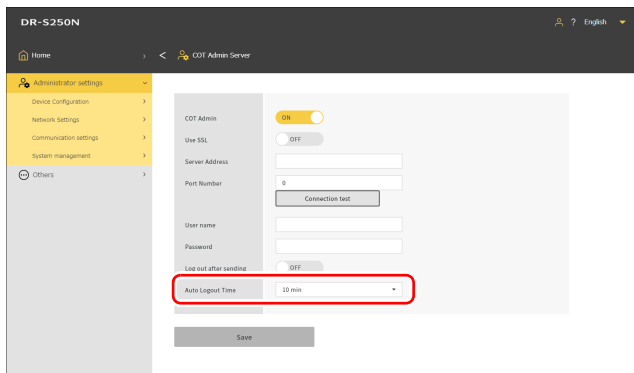 DR-S250N
? English
Home
< COT Admin Server
Administrator settings
Device Configuration
Network Settings
Communication settings
System management
Others
COT Admin ON
Use SSL OFF
Server Address
Port Number 0
Connection test
User name
Password
Log out after sending OFF
Auto Logout Time 10 min
Save